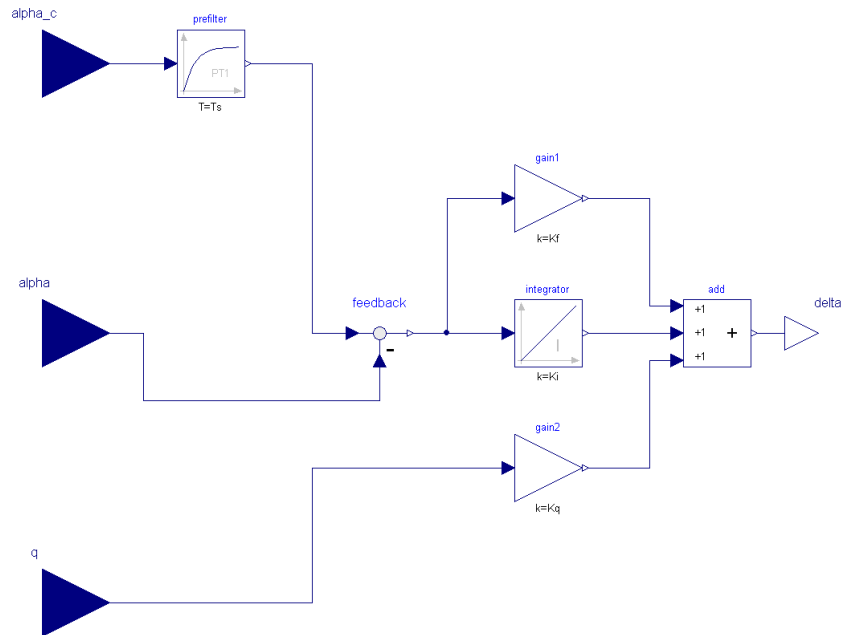 alpha_c
prefilter
PT1
T=Ts
gain1
k=Kf
alpha
feedback
-
integrator
I
k=Ki
add
+1
+1
+
+1
delta
gain2
k=Kq
q